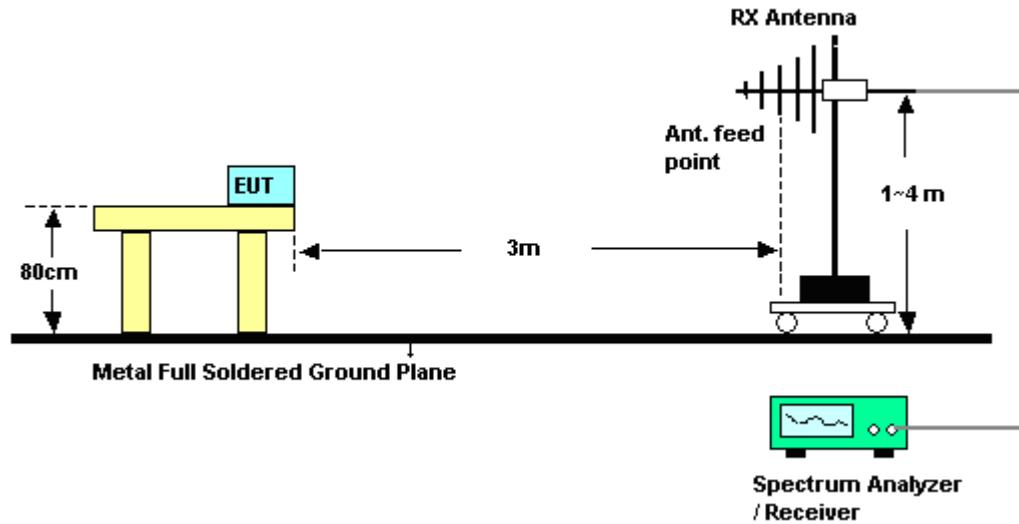 RX Antenna
Ant. feed
point
EUT
1~4 m
3m
80cm
Metal Full Soldered Ground Plane
Spectrum Analyzer
/ Receiver